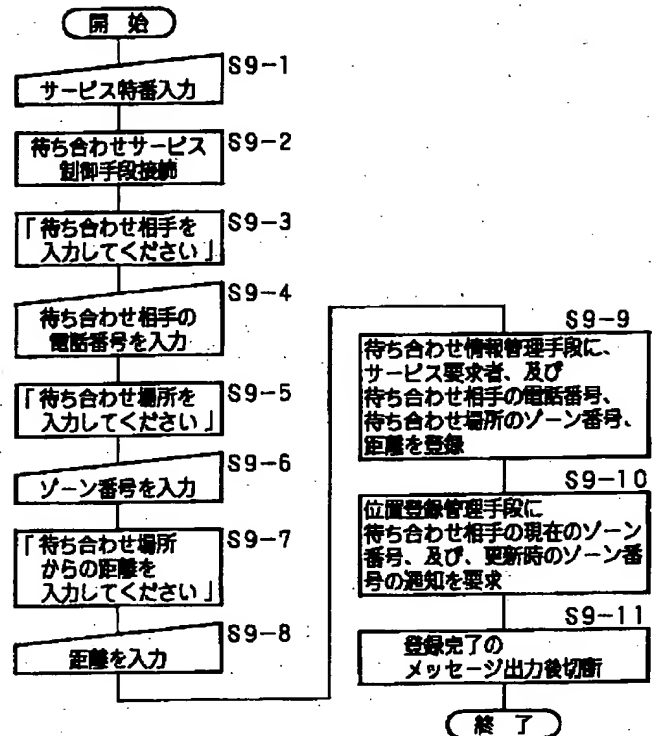 開 始
S9-1
サービス特番入力
S9-2
待ち合わせサービス
制御手段接続
S9-3
「待ち合わせ相手を
入力してください」
S9-4
待ち合わせ相手の
電話番号を入力
S9-5
「待ち合わせ場所を
入力してください」
S9-6
ゾーン番号を入力
S9-7
「待ち合わせ場所
からの距離を
入力してください」
S9-8
距離を入力
S9-9
待ち合わせ情報管理手段に、
サービス要求者、及び
待ち合わせ相手の電話番号、
待ち合わせ場所のゾーン番号、
距離を登録
S9-10
位置登録管理手段に
待ち合わせ相手の現在のゾーン
番号、及び、更新時のゾーン番
号の通知を要求
S9-11
登録完了の
メッセージ出力後切断
終 了